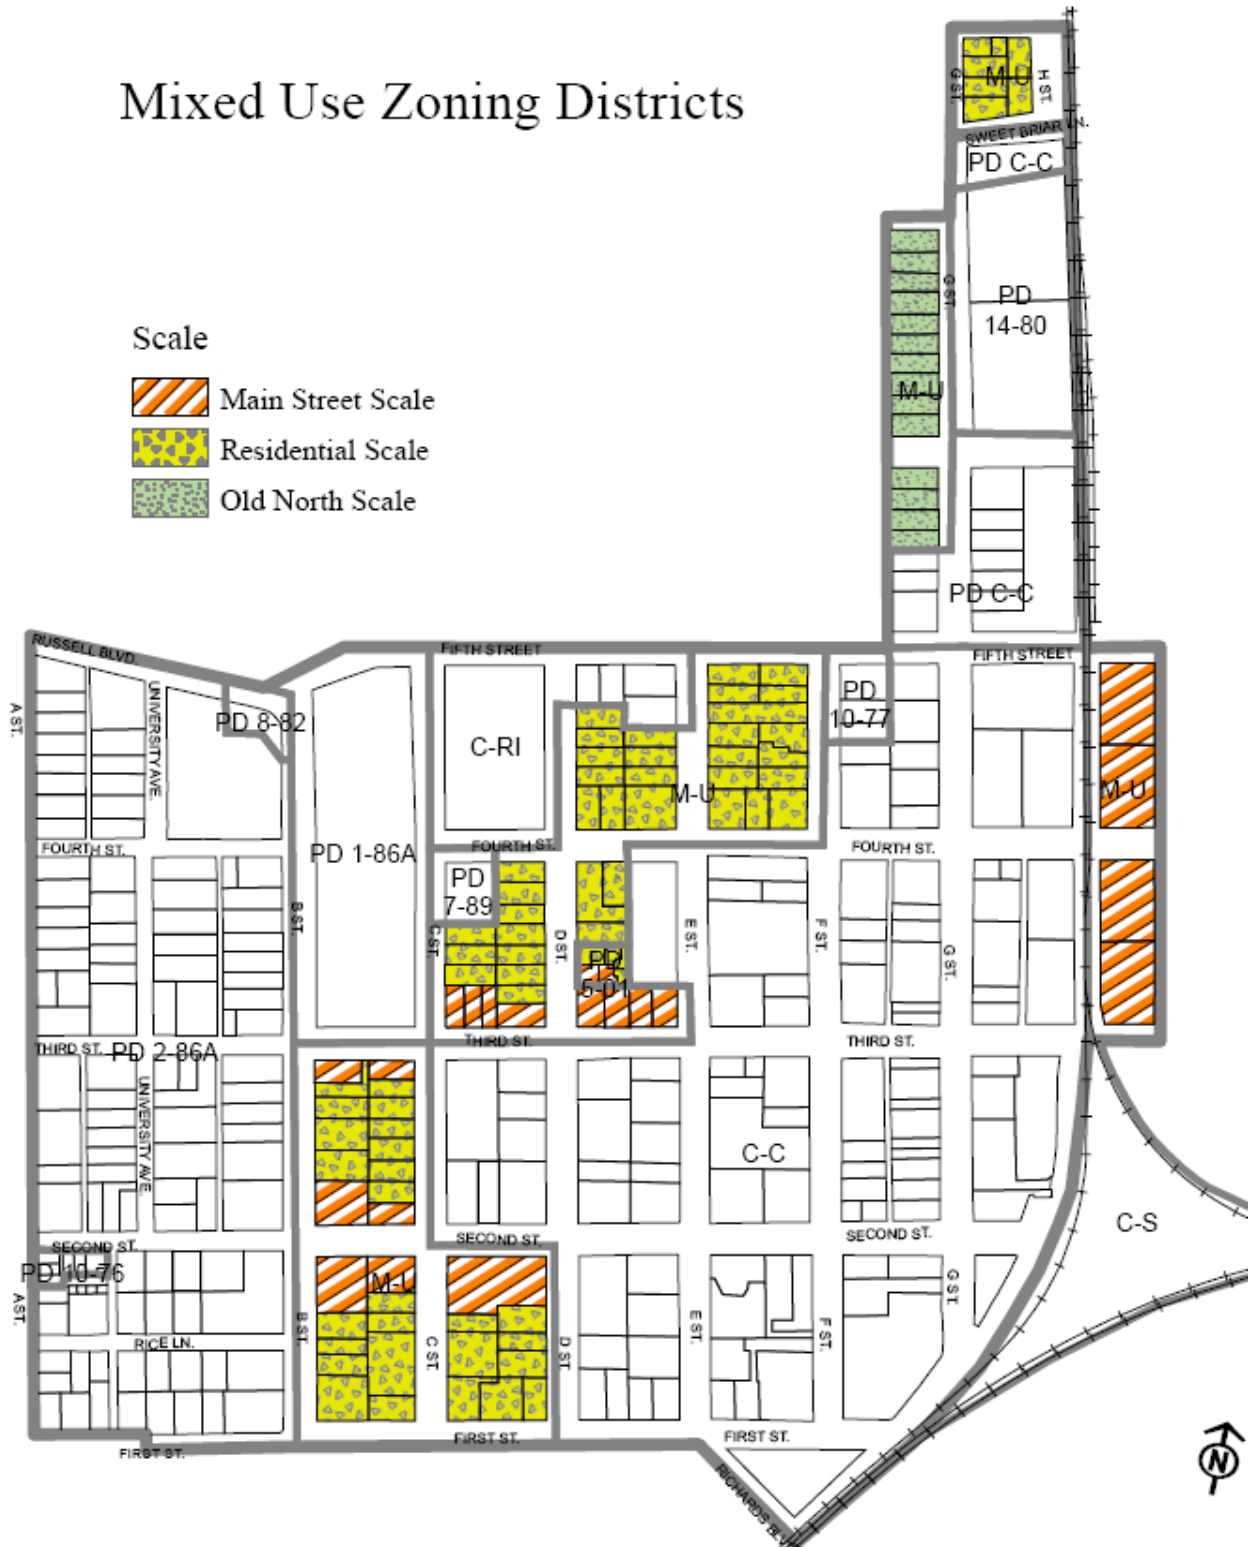 Mixed Use Zoning Districts
M-U
G ST.
H ST.
SWEET BRIAR LN.
PD C-C
G ST.
PD
14-80
M-U
Scale
Main Street Scale
Residential Scale
Old North Scale
PD C-C
RUSSELL BLVD.
FIFTH STREET
FIFTH STREET
A ST.
UNIVERSITY AVE.
PD 8-82
C-RI
PD
10-77
M-U
M-U
FOURTH ST.
PD 1-86A
FOURTH ST.
FOURTH ST.
PD
7-89
B ST.
C ST.
D ST.
PD
5-01
E ST.
F ST.
G ST.
THIRD ST.
PD 2-86A
THIRD ST.
THIRD ST.
UNIVERSITY AVE.
C-C
C-S
SECOND ST.
SECOND ST.
SECOND ST.
PD 10-76
M-U
A ST.
B ST.
C ST.
D ST
E ST.
F ST.
G ST.
RICE LN.
FIRST ST.
FIRST ST.
FIRST ST.
RICHARDS BLVD.
N